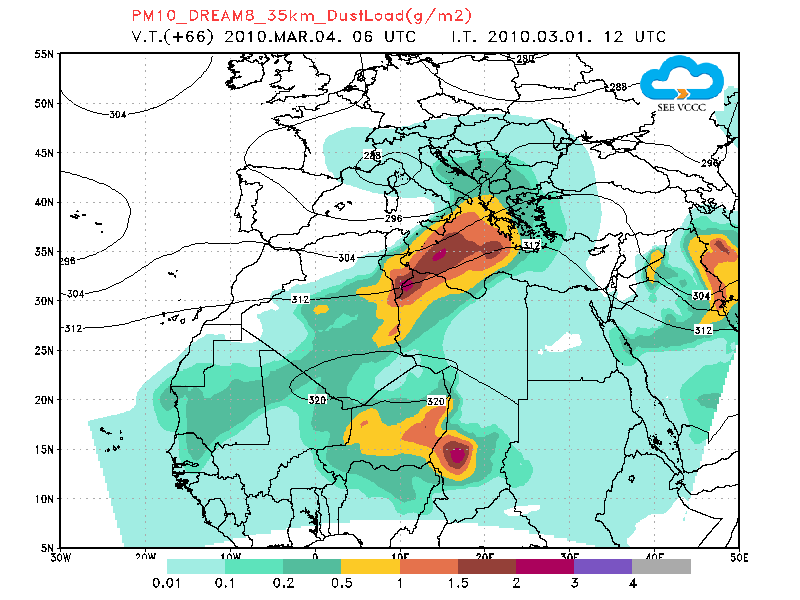 PM10_DREAM8_35km_DustLoad(g/m2)
V.T.(+66) 2010.MAR.04. 06 UTC I.T. 2010.03.01. 12 UTC
55N
280
288
SEE VCCC
50N
304
45N
288
296
40N
296
35N
312
304
296
30N
304
312
304
312
312
25N
20N
320
320
15N
10N
5N
30W 20W 10W 0 10E 20E 30E 40E 50E
0.01 0.1 0.2 0.5 1 1.5 2 3 4